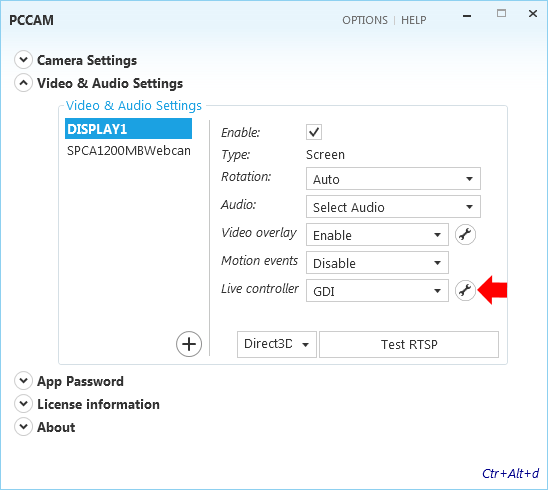 PCCAM
OPTIONS | HELP
Camera Settings
Video & Audio Settings
Video & Audio Settings
DISPLAY1
SPCA1200MBWebcan
Enable:
Type: Screen
Rotation: Auto
Audio: Select Audio
Video overlay Enable
Motion events Disable
Live controller GDI
Direct3D Test RTSP
App Password
License information
About
Ctr+Alt+d